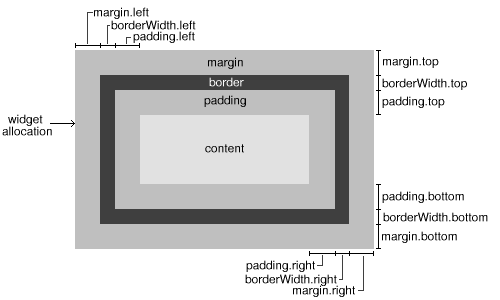 margin.left
borderWidth.left
padding.left
margin
margin.top
border
borderWidth.top
padding
padding.top
widget
allocation
content
padding.bottom
borderWidth.bottom
margin.bottom
padding.right
borderWidth.right
margin.right